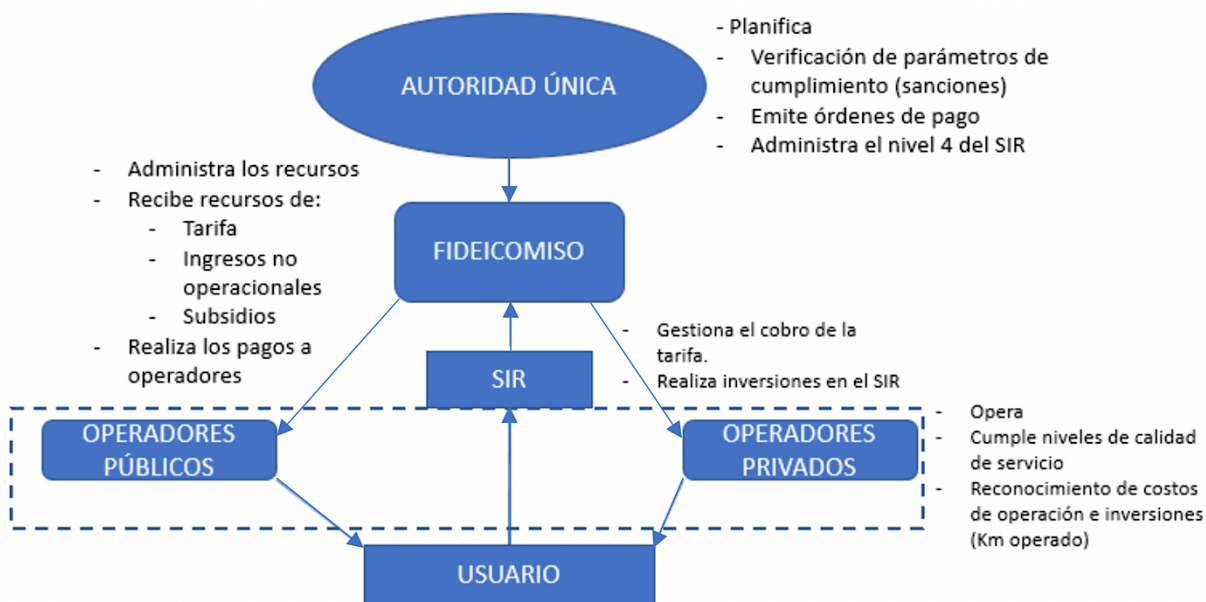 - Planifica
- Verificación de parámetros de
cumplimiento (sanciones)
- Emite órdenes de pago
- Administra el nivel 4 del SIR
AUTORIDAD ÚNICA
- Administra los recursos
- Recibe recursos de:
- Tarifa
- Ingresos no
operacionales
- Subsidios
- Realiza los pagos a
operadores
FIDEICOMISO
- Gestiona el cobro de la
tarifa.
- Realiza inversiones en el SIR
SIR
OPERADORES
PÚBLICOS
OPERADORES
PRIVADOS
- Opera
- Cumple niveles de calidad
de servicio
- Reconocimiento de costos
de operación e inversiones
(Km operado)
USUARIO